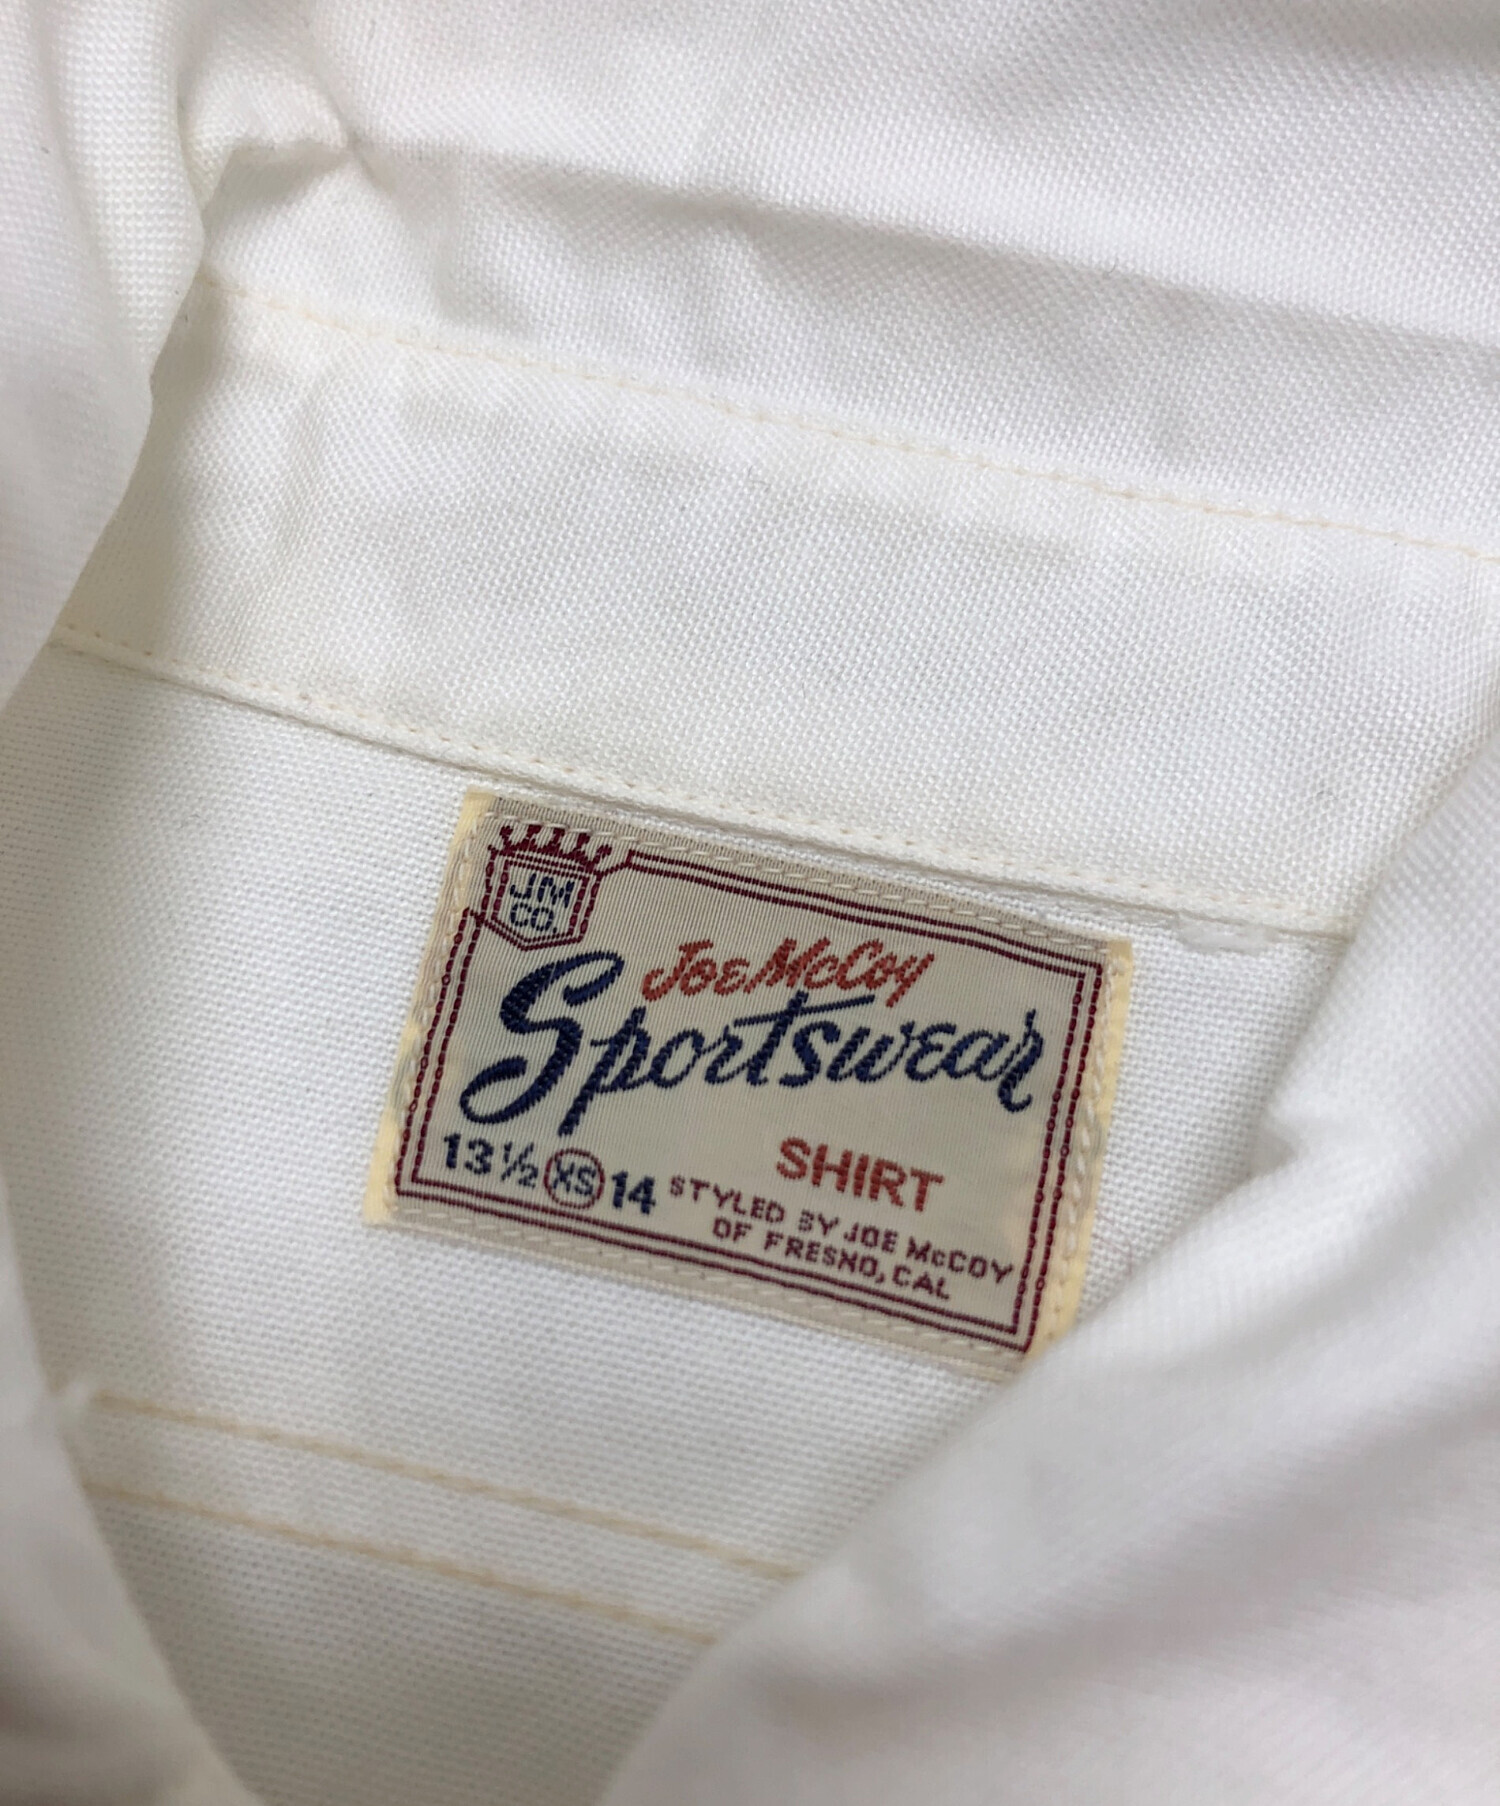 JM
CO.
Joe McCoy
Sportswear
SHIRT
13½ XS 14
STYLED BY JOE McCOY
OF FRESNO, CAL